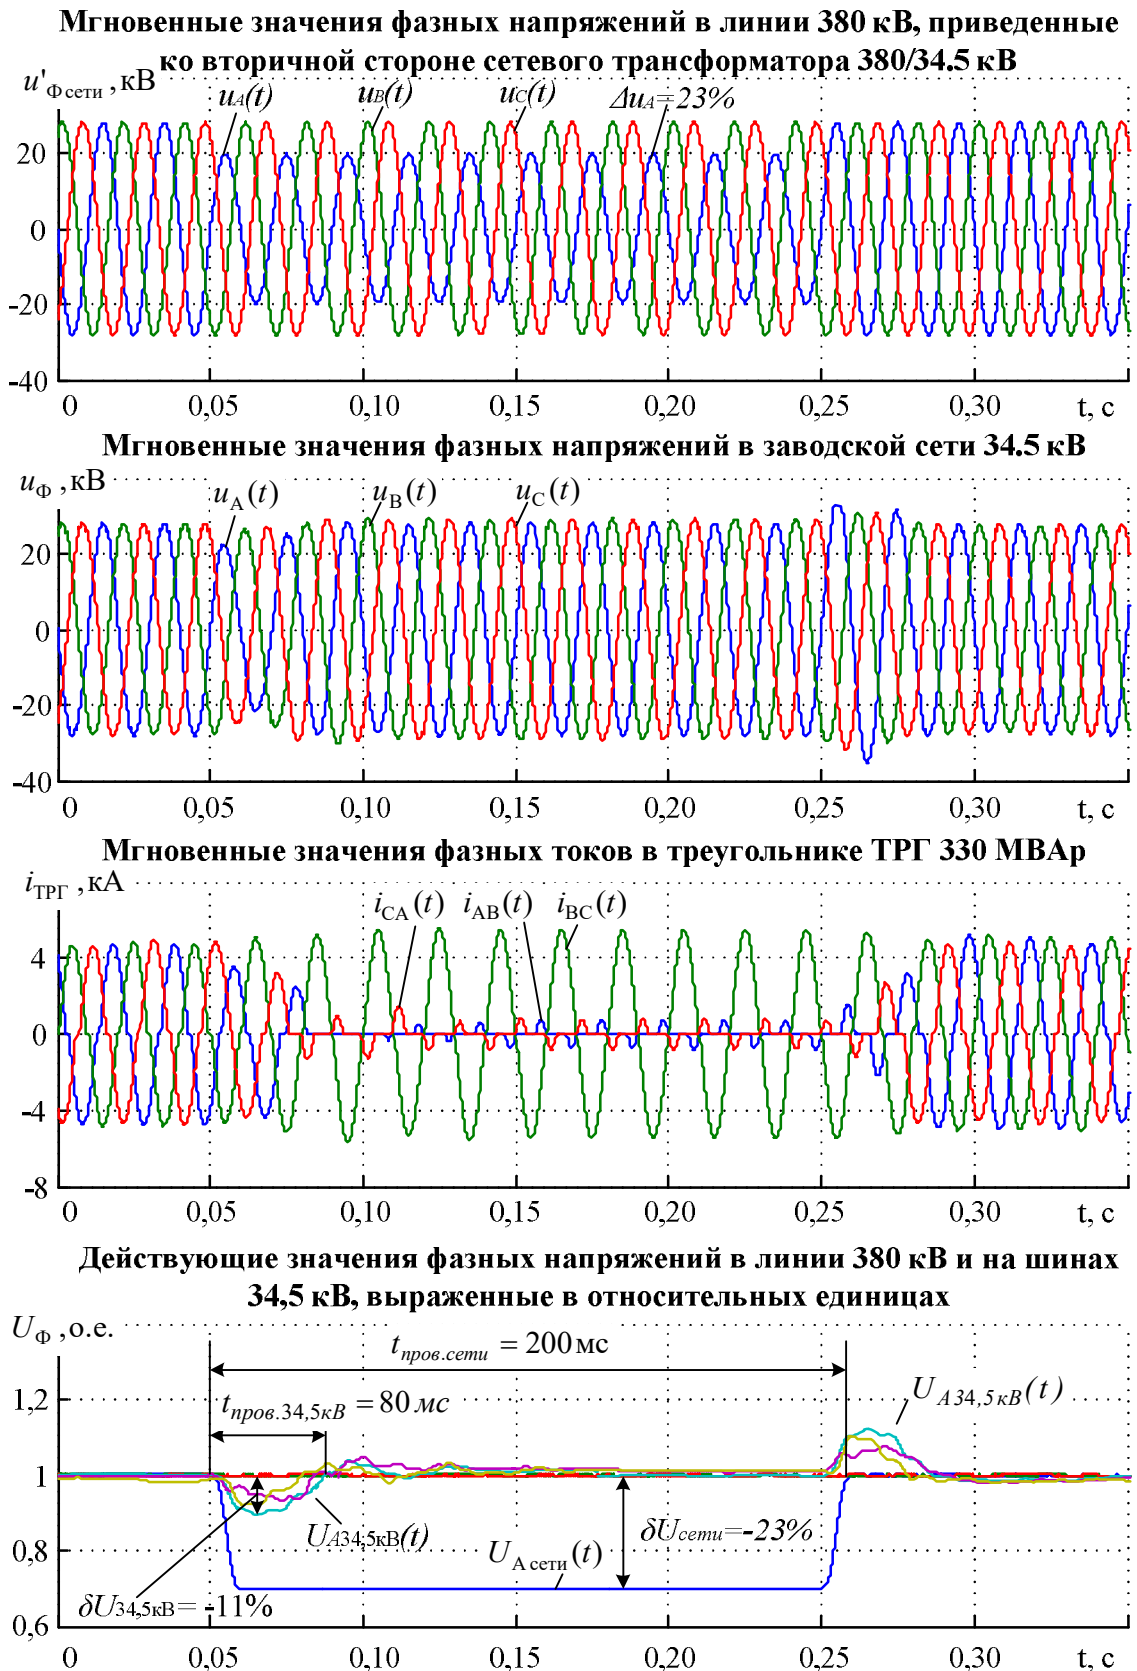 Мгновенные значения фазных напряжений в линии 380 кВ, приведенные
ко вторичной стороне сетевого трансформатора 380/34.5 кВ
u'Ф сети , кВ
uA(t) uB(t) uC(t) ΔuA=23%
20
0
-20
-40
0 0,05 0,10 0,15 0,20 0,25 0,30 t, с
Мгновенные значения фазных напряжений в заводской сети 34.5 кВ
uФ ,кВ
uA(t) uB(t) uC(t)
20
0
-20
-40
0 0,05 0,10 0,15 0,20 0,25 0,30 t, с
Мгновенные значения фазных токов в треугольнике ТРГ 330 МВАр
iТРГ ,кА
iCA(t) iAB(t) iBC(t)
4
0
-4
-8
0 0,05 0,10 0,15 0,20 0,25 0,30 t, с
Действующие значения фазных напряжений в линии 380 кВ и на шинах
34,5 кВ, выраженные в относительных единицах
UФ ,о.е.
tпров.сети = 200 мс
1,2
tпров.34,5кВ = 80 мс
UA34,5кВ(t)
1
UA34,5кВ(t)
δUсети=-23%
UА сети(t)
0,8
δU34,5кВ= -11%
0,6
0 0,05 0,10 0,15 0,20 0,25 0,30 t, с